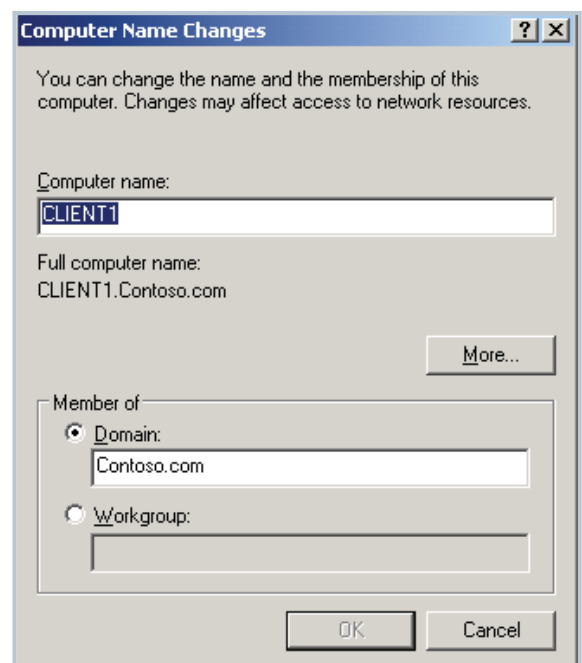 Computer Name Changes
You can change the name and the membership of this
computer. Changes may affect access to network resources.
Computer name:
CLIENT1
Full computer name:
CLIENT1.Contoso.com
More...
Member of
Domain:
Contoso.com
Workgroup:
OK Cancel